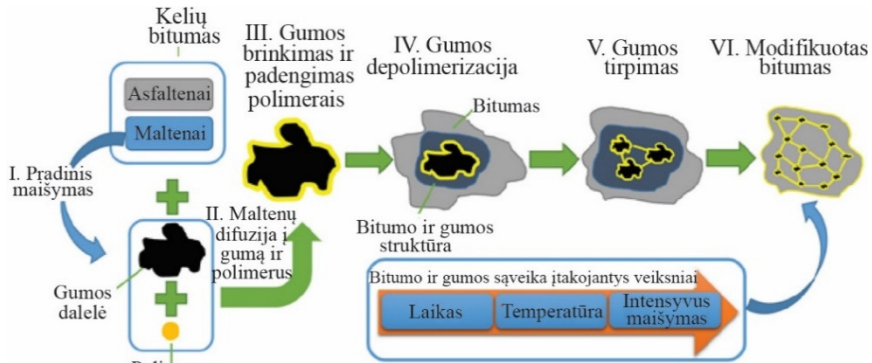 Kelių
bitumas
Asfaltenai
Maltenai
I. Pradinis
maišymas
Gumos
dalelė
II. Maltenų
difuzija į
gumą ir
polimerus
III. Gumos
brinkimas ir
padengimas
polimerais
IV. Gumos
depolimerizacija
Bitumas
Bitumo ir gumos
struktūra
V. Gumos
tirpimas
VI. Modifikuotas
bitumas
Bitumo ir gumos sąveika įtakojantys veiksniai
Laikas
Temperatūra
Intensyvus
maišymas